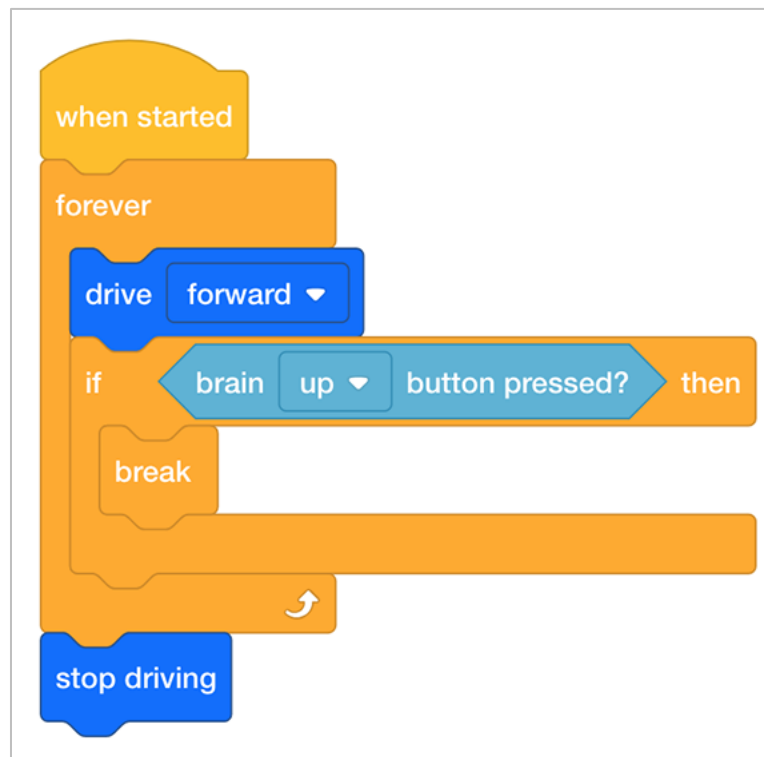 when started
forever
drive forward
if brain up button pressed? then
break
stop driving